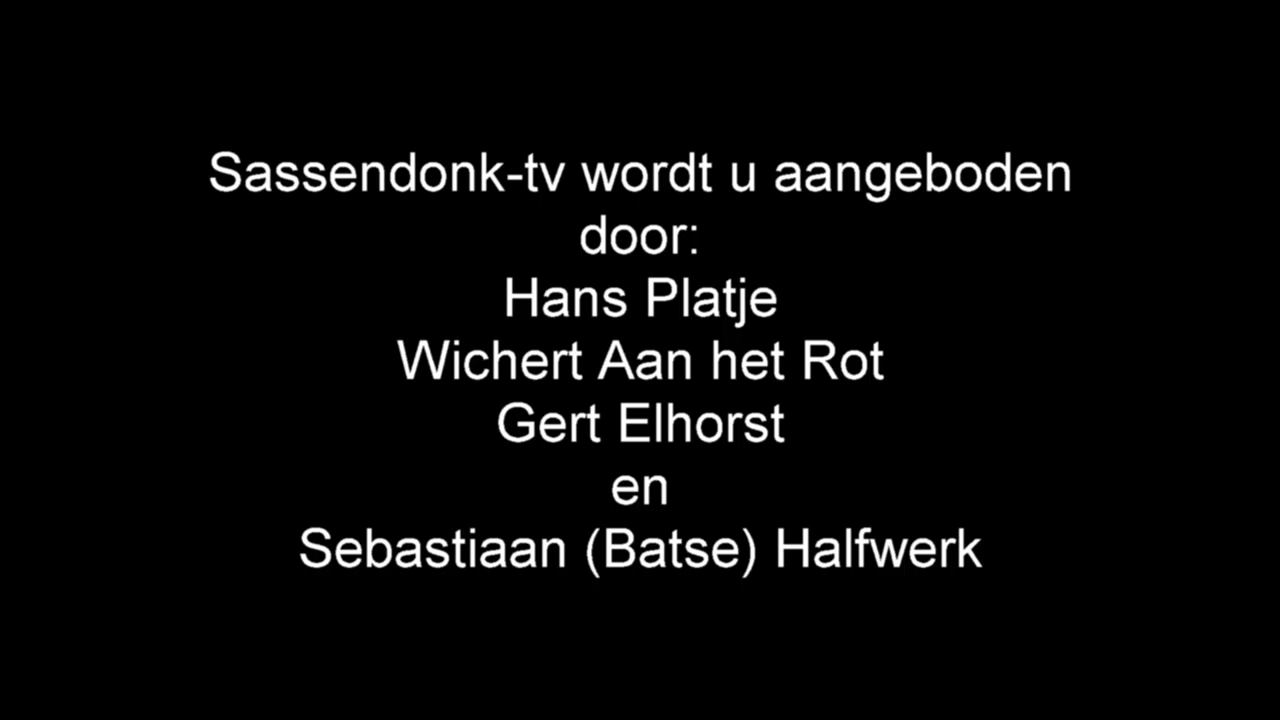 Sassendonk-tv wordt u aangeboden
door:
Hans Platje
Wichert Aan het Rot
Gert Elhorst
en
Sebastiaan (Batse) Halfwerk